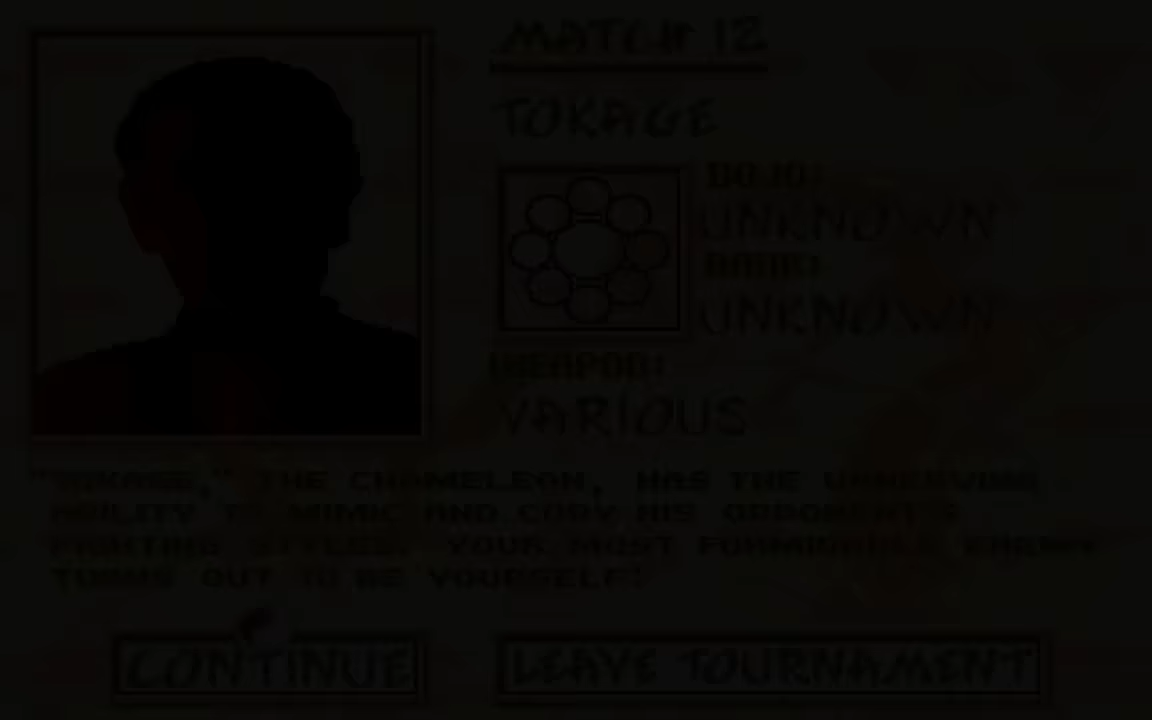 MATCH 12
TOKAGE
DOJO:
UNKNOWN
RANK:
UNKNOWN
WEAPON:
VARIOUS
"TOKAGE," THE CHAMELEON, HAS THE UNNERVING
ABILITY TO MIMIC AND COPY HIS OPPONENT'S
FIGHTING STYLES. YOUR MOST FORMIDABLE ENEMY
TURNS OUT TO BE YOURSELF!
CONTINUE
LEAVE TOURNAMENT